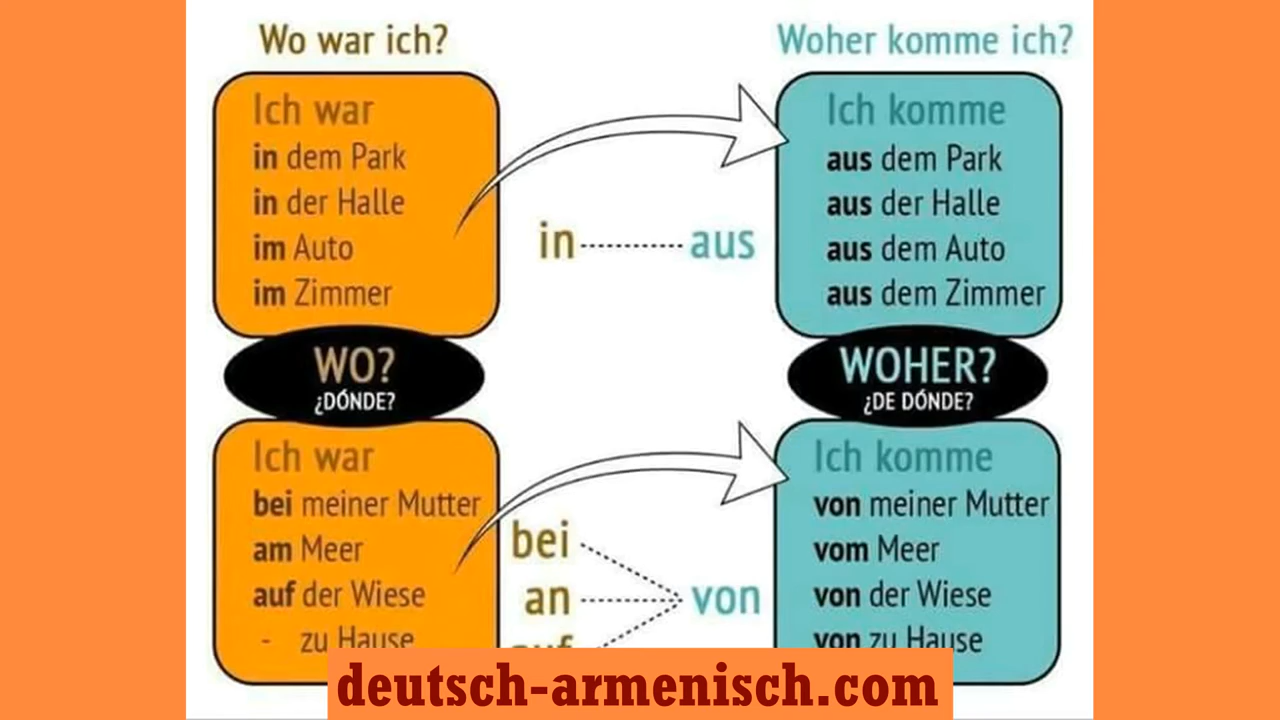 Wo war ich?
Ich war
in dem Park
in der Halle
im Auto
im Zimmer
in
aus
Woher komme ich?
Ich komme
aus dem Park
aus der Halle
aus dem Auto
aus dem Zimmer
WO?
¿DÓNDE?
WOHER?
¿DE DÓNDE?
Ich war
bei meiner Mutter
am Meer
auf der Wiese
- zu Hause
bei
an
auf
von
Ich komme
von meiner Mutter
vom Meer
von der Wiese
von zu Hause
deutsch-armenisch.com